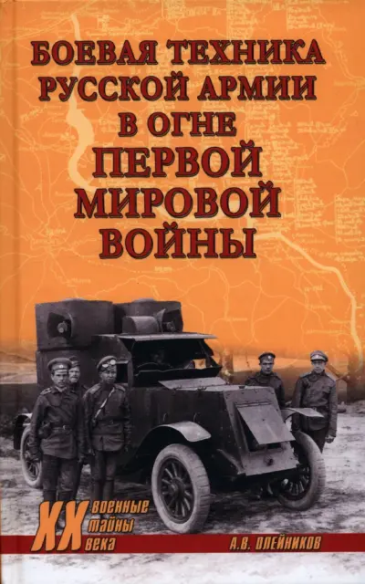 БОЕВАЯ ТЕХНИКА
РУССКОЙ АРМИИ
В ОГНЕ
ПЕРВОЙ
МИРОВОЙ
ВОЙНЫ
XX военные
тайны
века
А.В. ОЛЕЙНИКОВ